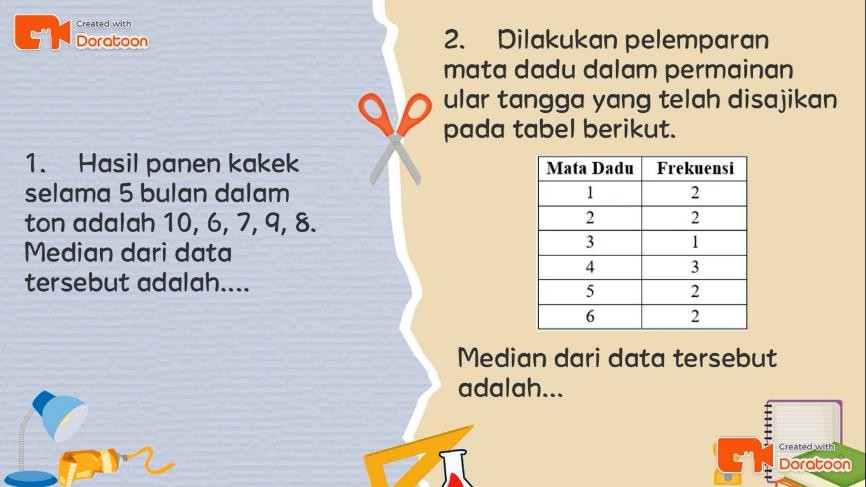 Created with
Doratoon
1. Hasil panen kakek
selama 5 bulan dalam
ton adalah 10, 6, 7, 9, 8.
Median dari data
tersebut adalah....
2. Dilakukan pelemparan
mata dadu dalam permainan
ular tangga yang telah disajikan
pada tabel berikut.
Mata Dadu Frekuensi
1 2
2 2
3 1
4 3
5 2
6 2
Median dari data tersebut
adalah...
Created with
Doratoon